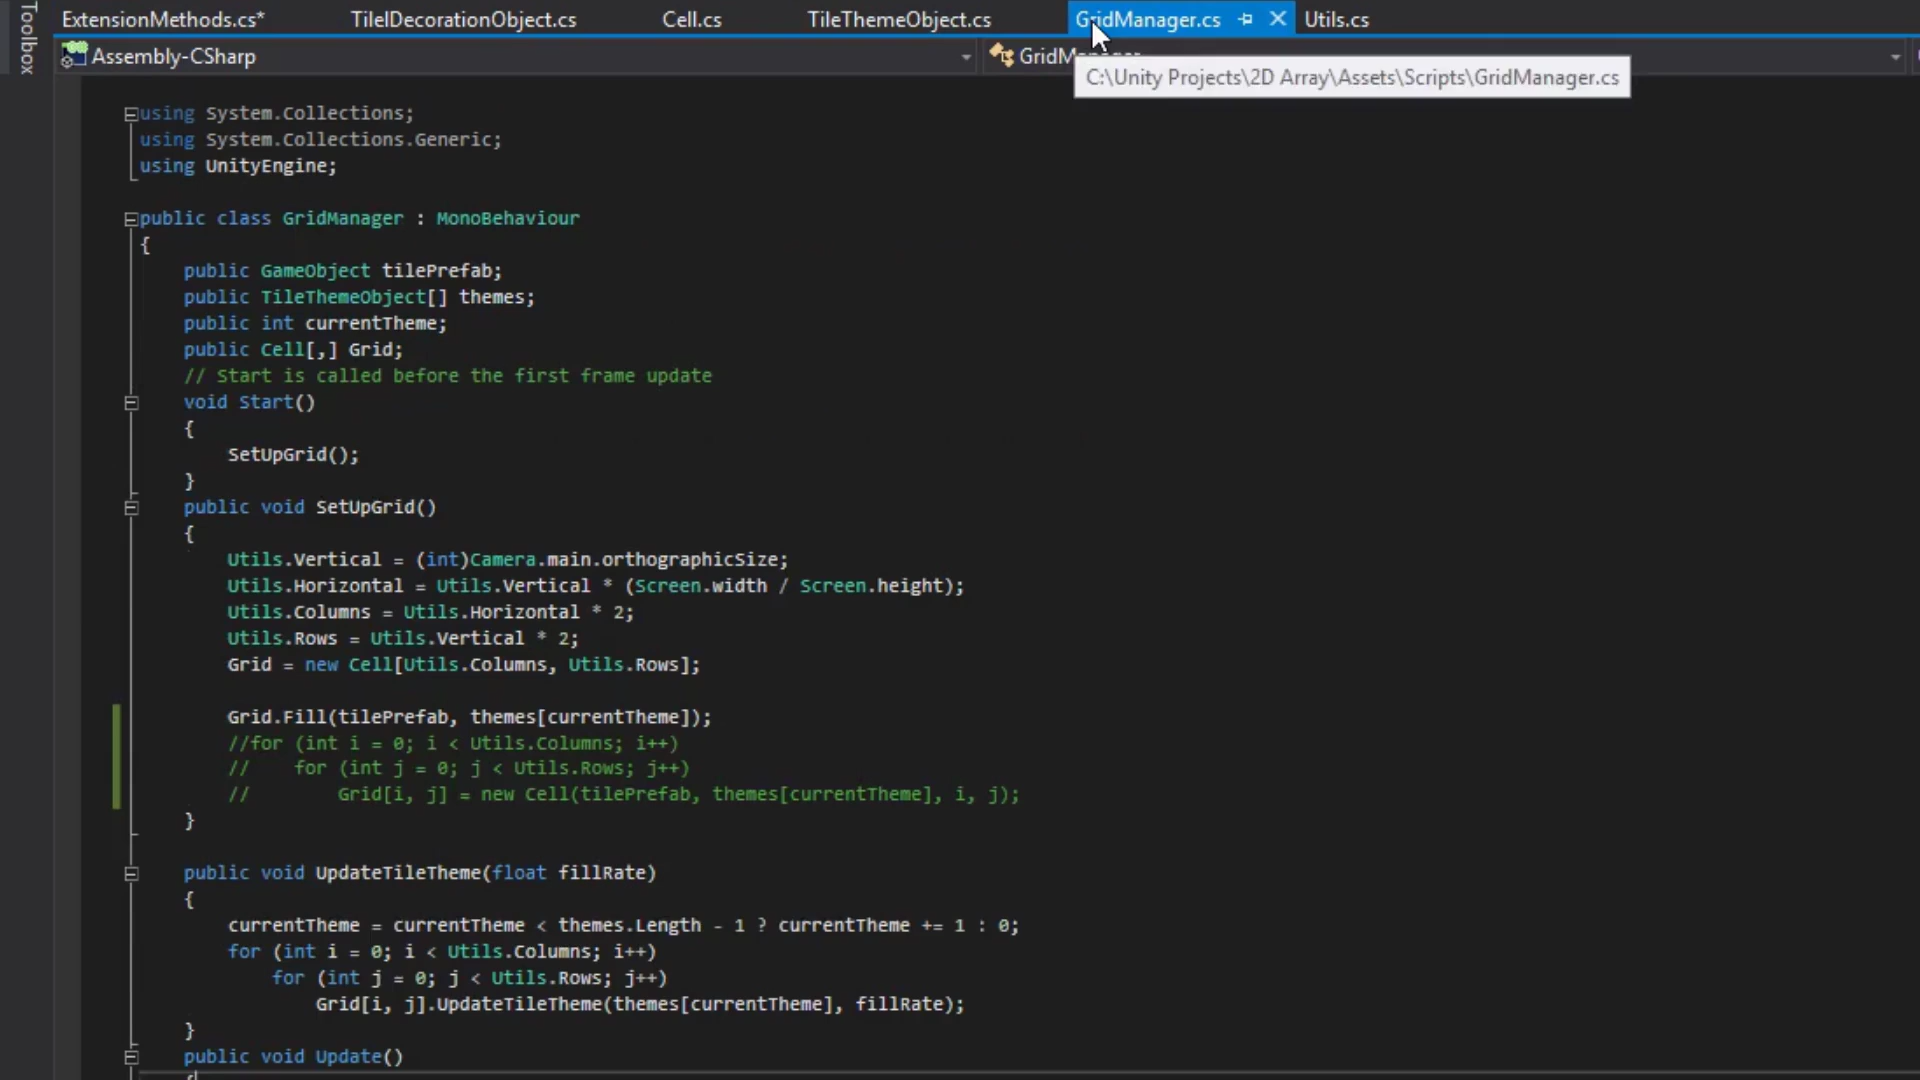 Toolbox
ExtensionMethods.cs* TilelDecorationObject.cs Cell.cs TileThemeObject.cs GridManager.cs Utils.cs
Assembly-CSharp GridManager
C:\Unity Projects\2D Array\Assets\Scripts\GridManager.cs
using System.Collections;
using System.Collections.Generic;
using UnityEngine;
public class GridManager : MonoBehaviour
{
public GameObject tilePrefab;
public TileThemeObject[] themes;
public int currentTheme;
public Cell[,] Grid;
// Start is called before the first frame update
void Start()
{
SetUpGrid();
}
public void SetUpGrid()
{
Utils.Vertical = (int)Camera.main.orthographicSize;
Utils.Horizontal = Utils.Vertical * (Screen.width / Screen.height);
Utils.Columns = Utils.Horizontal * 2;
Utils.Rows = Utils.Vertical * 2;
Grid = new Cell[Utils.Columns, Utils.Rows];
Grid.Fill(tilePrefab, themes[currentTheme]);
//for (int i = 0; i < Utils.Columns; i++)
//    for (int j = 0; j < Utils.Rows; j++)
//        Grid[i, j] = new Cell(tilePrefab, themes[currentTheme], i, j);
}
public void UpdateTileTheme(float fillRate)
{
currentTheme = currentTheme < themes.Length - 1 ? currentTheme += 1 : 0;
for (int i = 0; i < Utils.Columns; i++)
for (int j = 0; j < Utils.Rows; j++)
Grid[i, j].UpdateTileTheme(themes[currentTheme], fillRate);
}
public void Update()
{